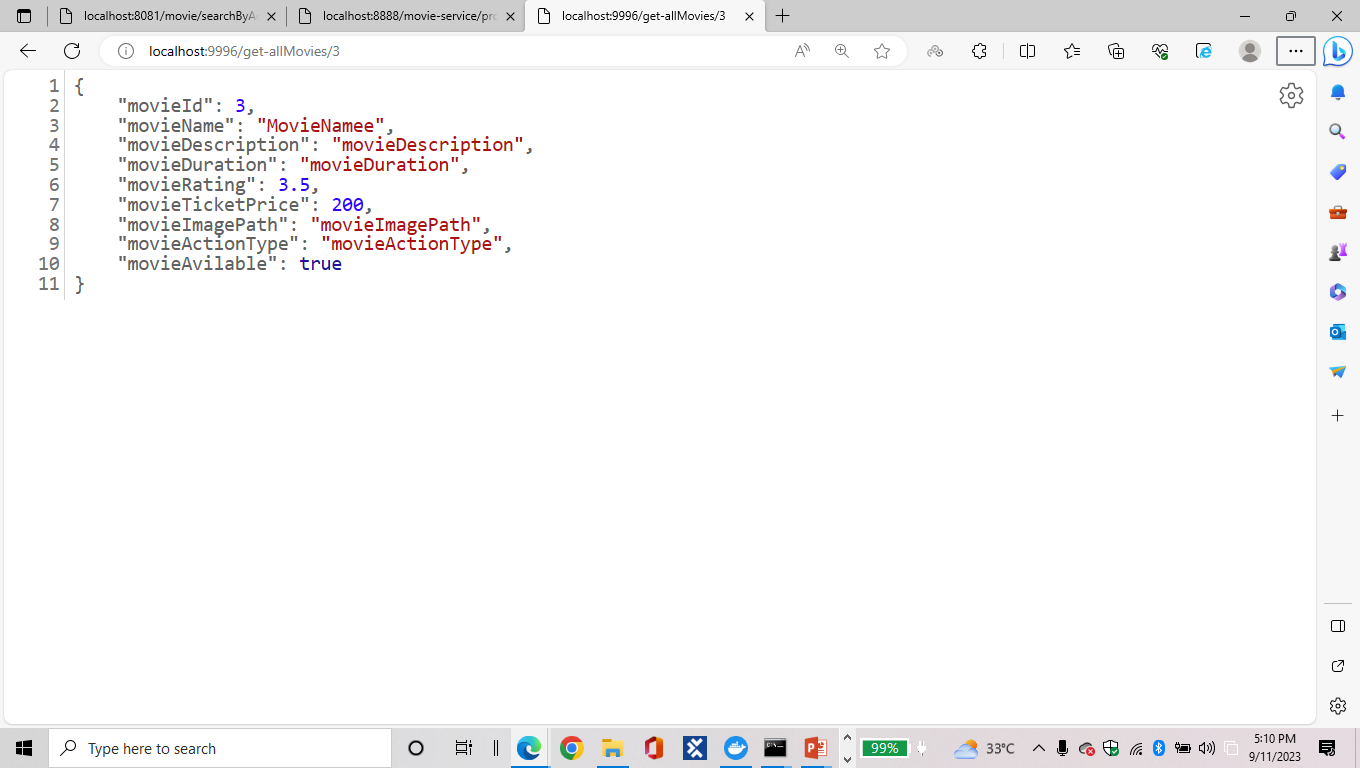 localhost:8081/movie/searchByA
localhost:8888/movie-service/pro
localhost:9996/get-allMovies/3
localhost:9996/get-allMovies/3
1 {
2 "movieId": 3,
3 "movieName": "MovieNamee",
4 "movieDescription": "movieDescription",
5 "movieDuration": "movieDuration",
6 "movieRating": 3.5,
7 "movieTicketPrice": 200,
8 "movieImagePath": "movieImagePath",
9 "movieActionType": "movieActionType",
10 "movieAvilable": true
11 }
Type here to search
99%
33°C
5:10 PM
9/11/2023